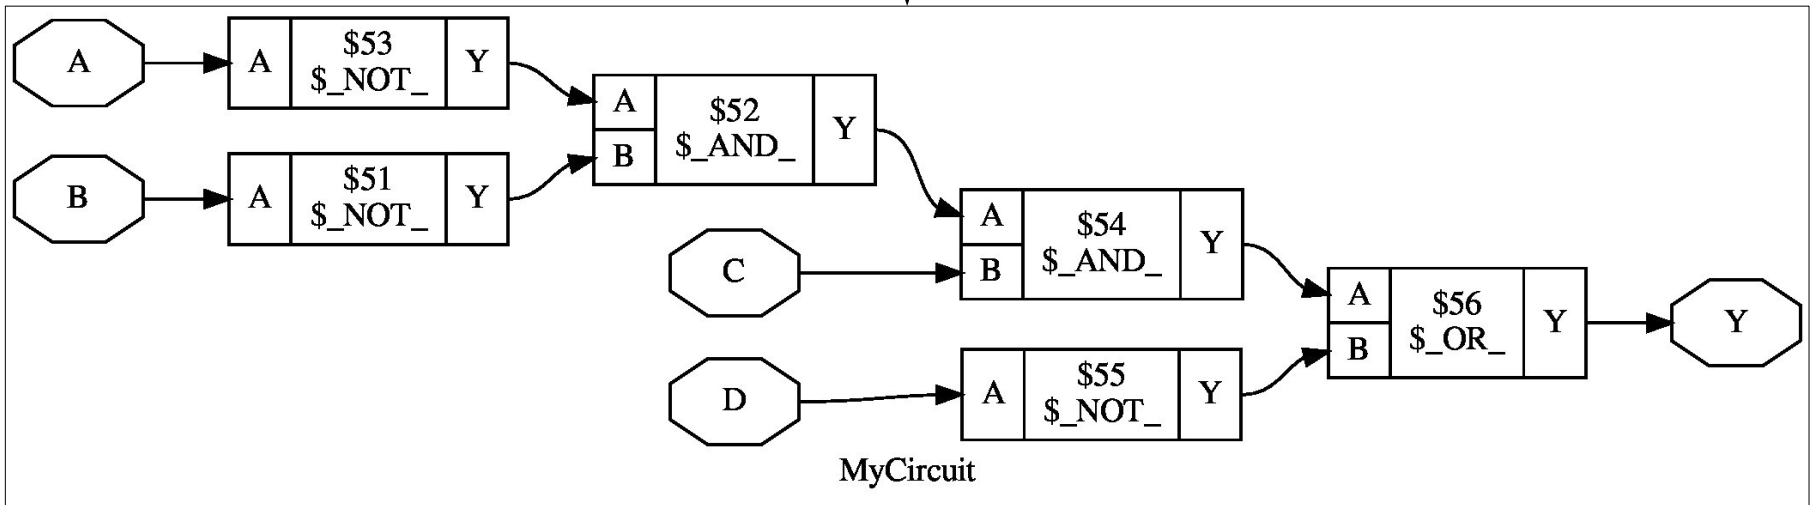 A
A
$53
$_NOT_
Y
B
A
$51
$_NOT_
Y
A
B
$52
$_AND_
Y
C
A
B
$54
$_AND_
Y
D
A
$55
$_NOT_
Y
A
B
$56
$_OR_
Y
Y
MyCircuit